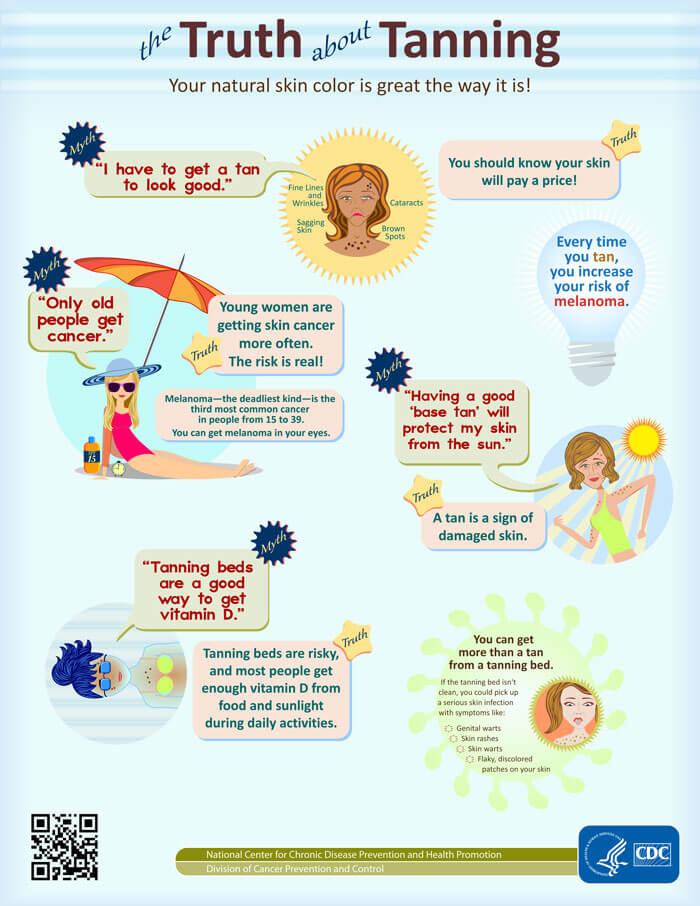 the Truth about Tanning
Your natural skin color is great the way it is!
Myth
"I have to get a tan
to look good."
Fine Lines
and
Wrinkles
Sagging
Skin
Cataracts
Brown
Spots
Truth
You should know your skin
will pay a price!
Every time
you tan,
you increase
your risk of
melanoma.
Myth
"Only old
people get
cancer."
Truth
Young women are
getting skin cancer
more often.
The risk is real!
Melanoma—the deadliest kind—is the
third most common cancer
in people from 15 to 39.
You can get melanoma in your eyes.
15
Myth
"Having a good
'base tan' will
protect my skin
from the sun."
Truth
A tan is a sign of
damaged skin.
Myth
"Tanning beds
are a good
way to get
vitamin D."
Truth
Tanning beds are risky,
and most people get
enough vitamin D from
food and sunlight
during daily activities.
You can get
more than a tan
from a tanning bed.
If the tanning bed isn't
clean, you could pick up
a serious skin infection
with symptoms like:
Genital warts
Skin rashes
Skin warts
Flaky, discolored
patches on your skin
National Center for Chronic Disease Prevention and Health Promotion
Division of Cancer Prevention and Control
CDC